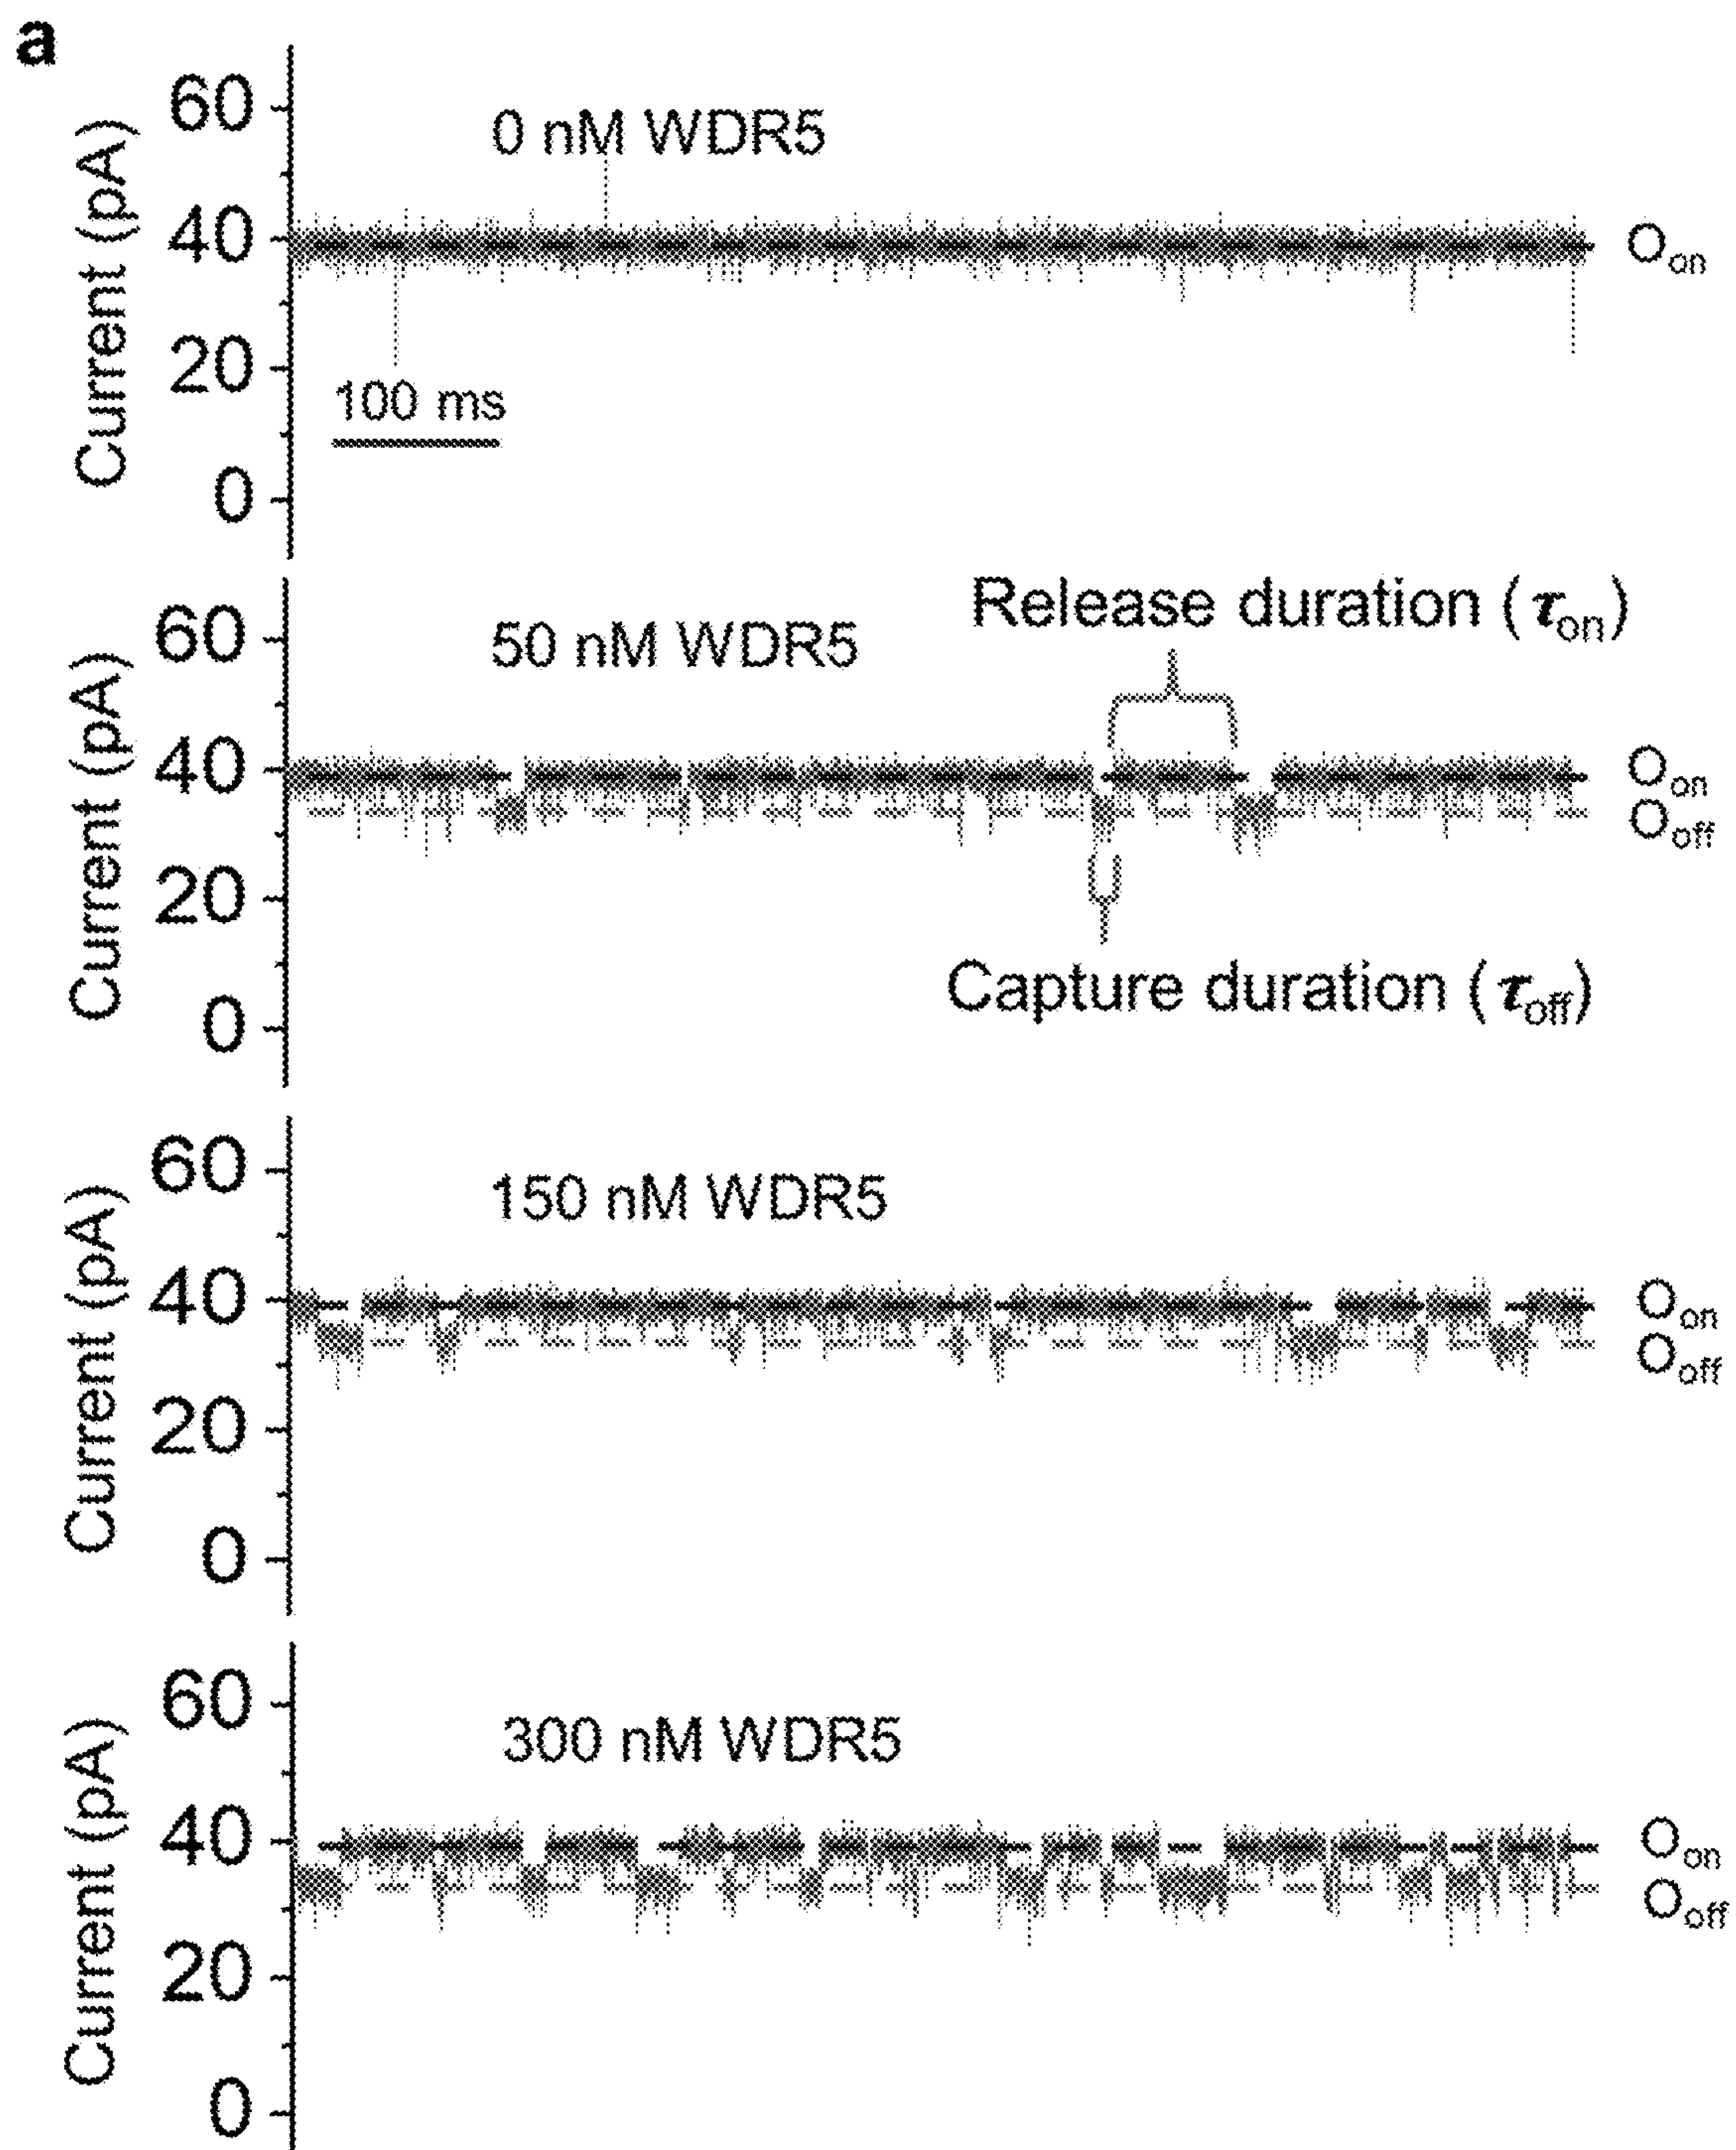 a
Current (pA)
60
40
20
0
0 nM WDR5
100 ms
Oon
Current (pA)
60
40
20
0
50 nM WDR5
Release duration (τon)
Oon
Ooff
Capture duration (τoff)
Current (pA)
60
40
20
0
150 nM WDR5
Oon
Ooff
Current (pA)
60
40
20
0
300 nM WDR5
Oon
Ooff